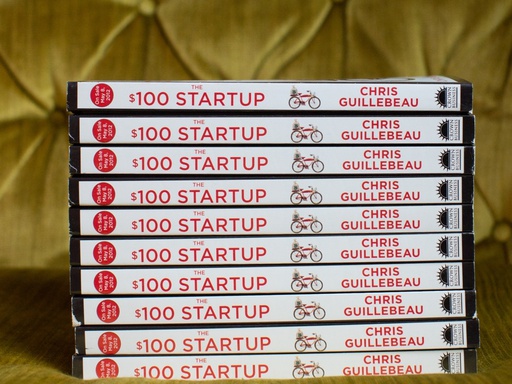 On Sale
May 8,
2012
THE
$100 STARTUP
CHRIS
GUILLEBEAU
On Sale
May 8,
2012
THE
$100 STARTUP
CHRIS
GUILLEBEAU
On Sale
May 8,
2012
THE
$100 STARTUP
CHRIS
GUILLEBEAU
On Sale
May 8,
2012
THE
$100 STARTUP
CHRIS
GUILLEBEAU
On Sale
May 8,
2012
THE
$100 STARTUP
CHRIS
GUILLEBEAU
On Sale
May 8,
2012
THE
$100 STARTUP
CHRIS
GUILLEBEAU
On Sale
May 8,
2012
THE
$100 STARTUP
CHRIS
GUILLEBEAU
On Sale
May 8,
2012
THE
$100 STARTUP
CHRIS
GUILLEBEAU
On Sale
May 8,
2012
THE
$100 STARTUP
CHRIS
GUILLEBEAU
On Sale
May 8,
2012
THE
$100 STARTUP
CHRIS
GUILLEBEAU